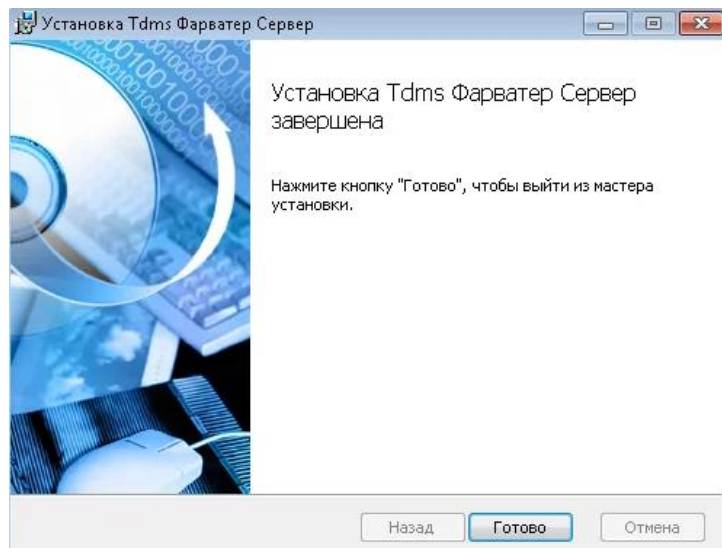 Установка Tdms Фарватер Сервер
Установка Tdms Фарватер Сервер
завершена
Нажмите кнопку "Готово", чтобы выйти из мастера
установки.
Назад
Готово
Отмена